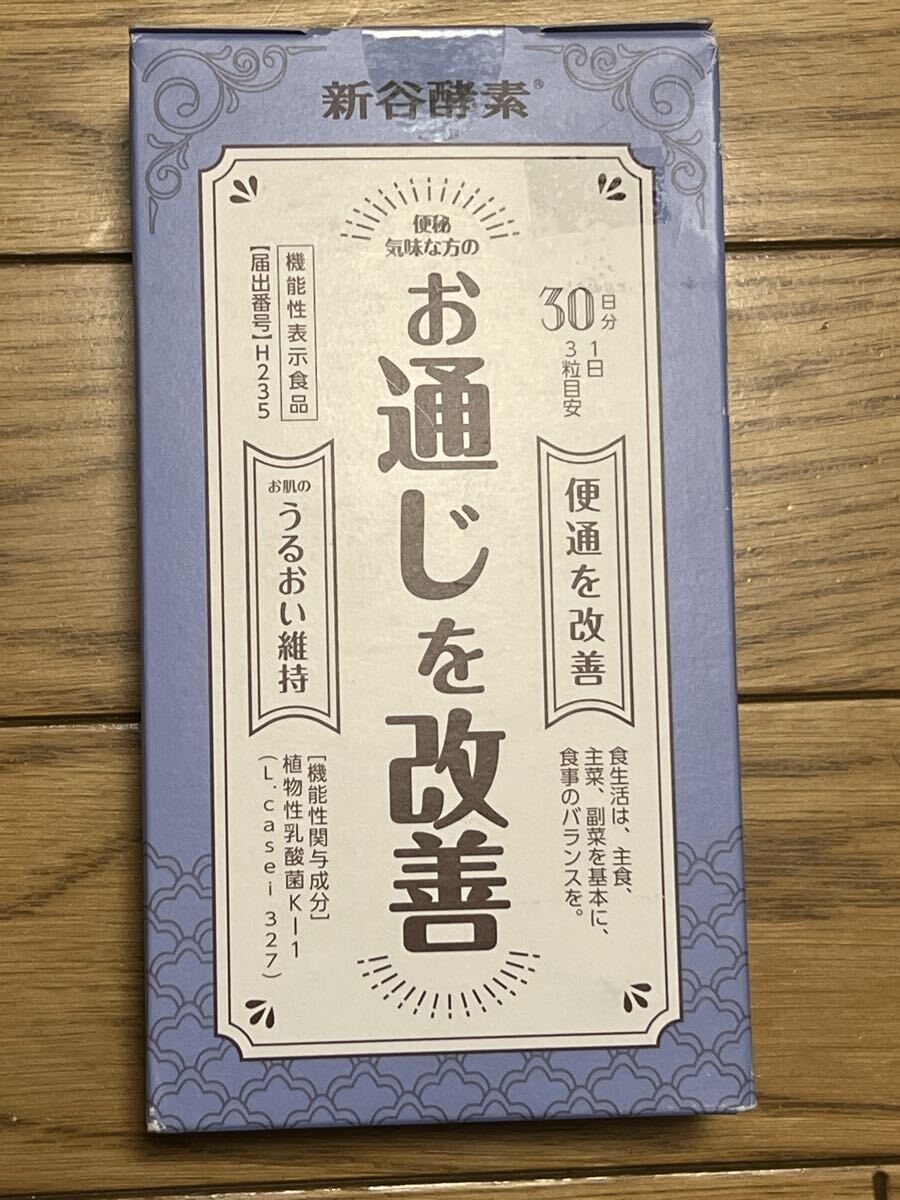 新谷酵素®
便秘
気味な方の
お通じを改善
30日分
1日
3粒目安
便通を改善
食生活は、主食、
主菜、副菜を基本に、
食事のバランスを。
機能性表示食品
【届出番号】H235
お肌の
うるおい維持
[機能性関与成分]
植物性乳酸菌K-1
(L.casei 327)